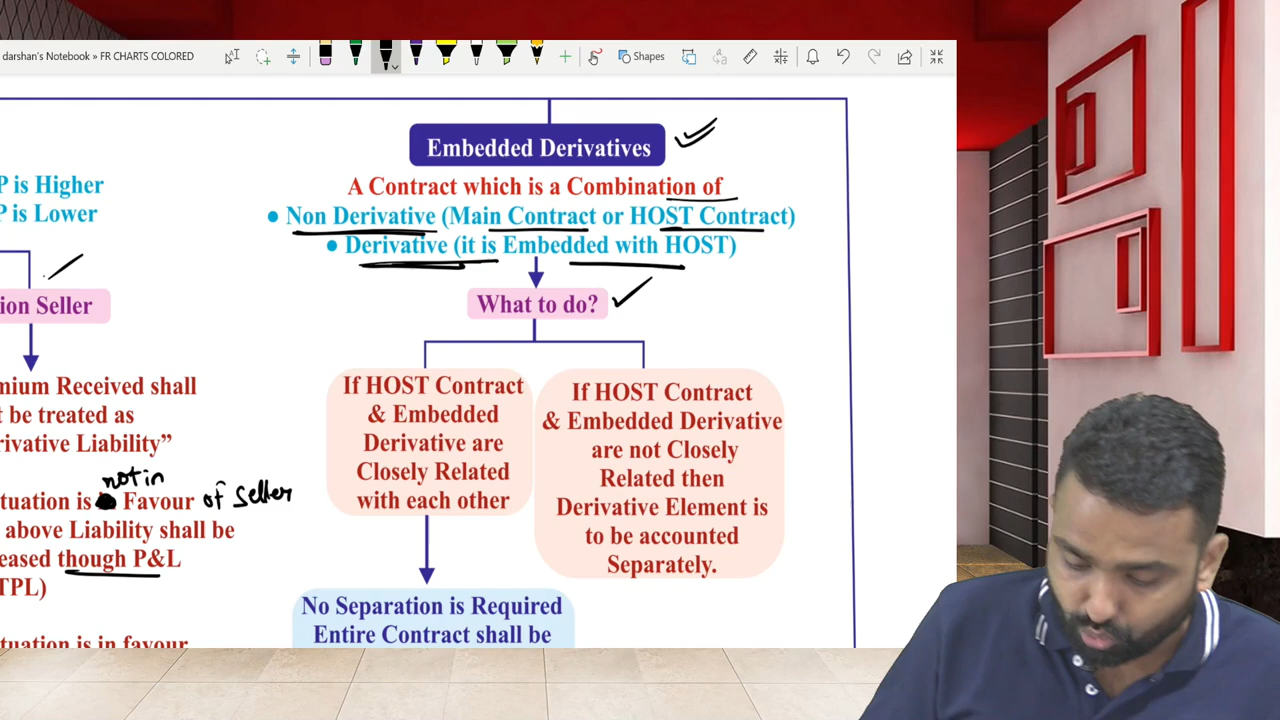 darshan's Notebook » FR CHARTS COLORED
Shapes
P is Higher
P is Lower
ion Seller
mium Received shall
t be treated as
rivative Liability”
not in
tuation is Favour of Seller
above Liability shall be
eased though P&L
TPL)
tuation is in favour
Embedded Derivatives
A Contract which is a Combination of
• Non Derivative (Main Contract or HOST Contract)
• Derivative (it is Embedded with HOST)
What to do?
If HOST Contract
& Embedded
Derivative are
Closely Related
with each other
No Separation is Required
Entire Contract shall be
If HOST Contract
& Embedded Derivative
are not Closely
Related then
Derivative Element is
to be accounted
Separately.